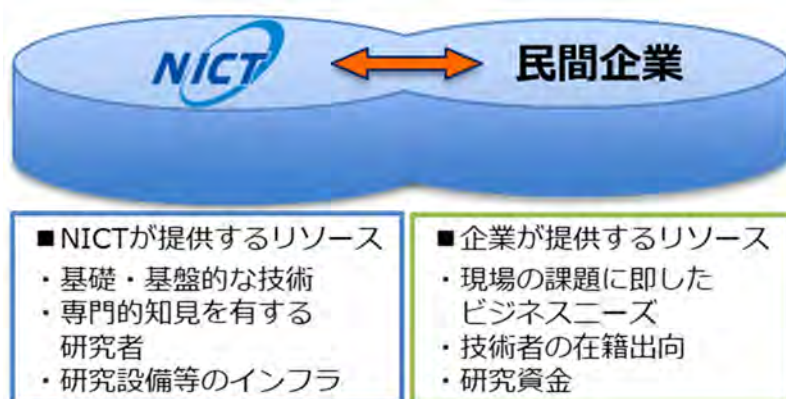 NICT
民間企業
■NICTが提供するリソース
・基礎・基盤的な技術
・専門的知見を有する
研究者
・研究設備等のインフラ
■企業が提供するリソース
・現場の課題に即した
ビジネスニーズ
・技術者の在籍出向
・研究資金